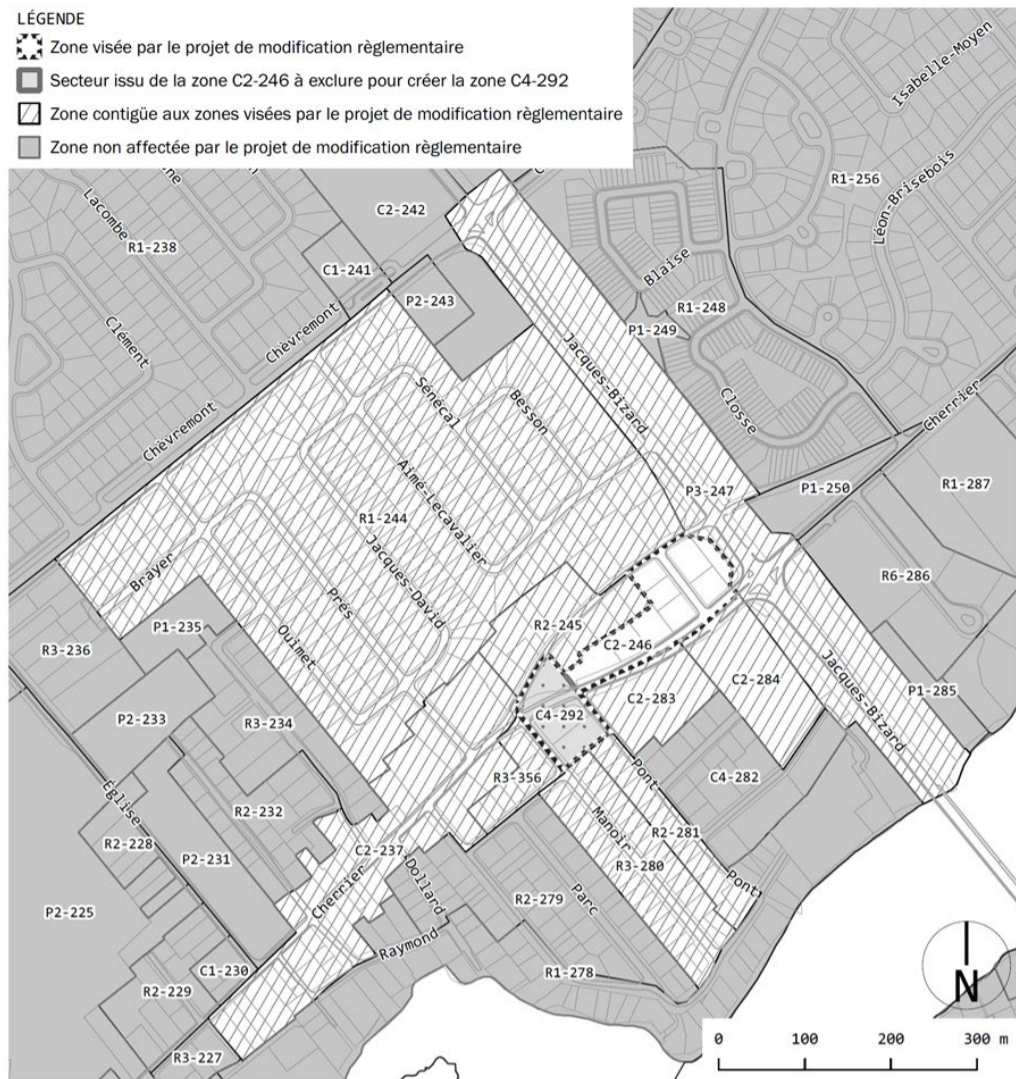 LÉGENDE
Zone visée par le projet de modification règlementaire
Secteur issu de la zone C2-246 à exclure pour créer la zone C4-292
Zone contigüe aux zones visées par le projet de modification règlementaire
Zone non affectée par le projet de modification règlementaire
Isabelle-Moyen
R1-256
Léon-Brisebois
Lacombe
C2-242
R1-238
C1-241
Blaise
P2-243
R1-248
Clément
Chèvremont
P1-249
Jacques-Bizard
Sénécal
Besson
Closse
Cherrier
Chèvremont
Aimé-Lecavalier
P3-247
P1-250
R1-287
R1-244
Jacques-David
Brayer
Prés
R6-286
P1-235
R2-245
C2-246
R3-236
Ouimet
C2-283
C2-284
Jacques-Bizard
P1-285
P2-233
R3-234
C4-292
R3-356
Pont
C4-282
Église
R2-232
Manoir
R2-281
R2-228
C2-237
P2-231
R3-280
Cherrier
Dollard
Pont
P2-225
R2-279
Parc
Raymond
C1-230
R1-278
R2-229
N
R3-227
0 100 200 300 m